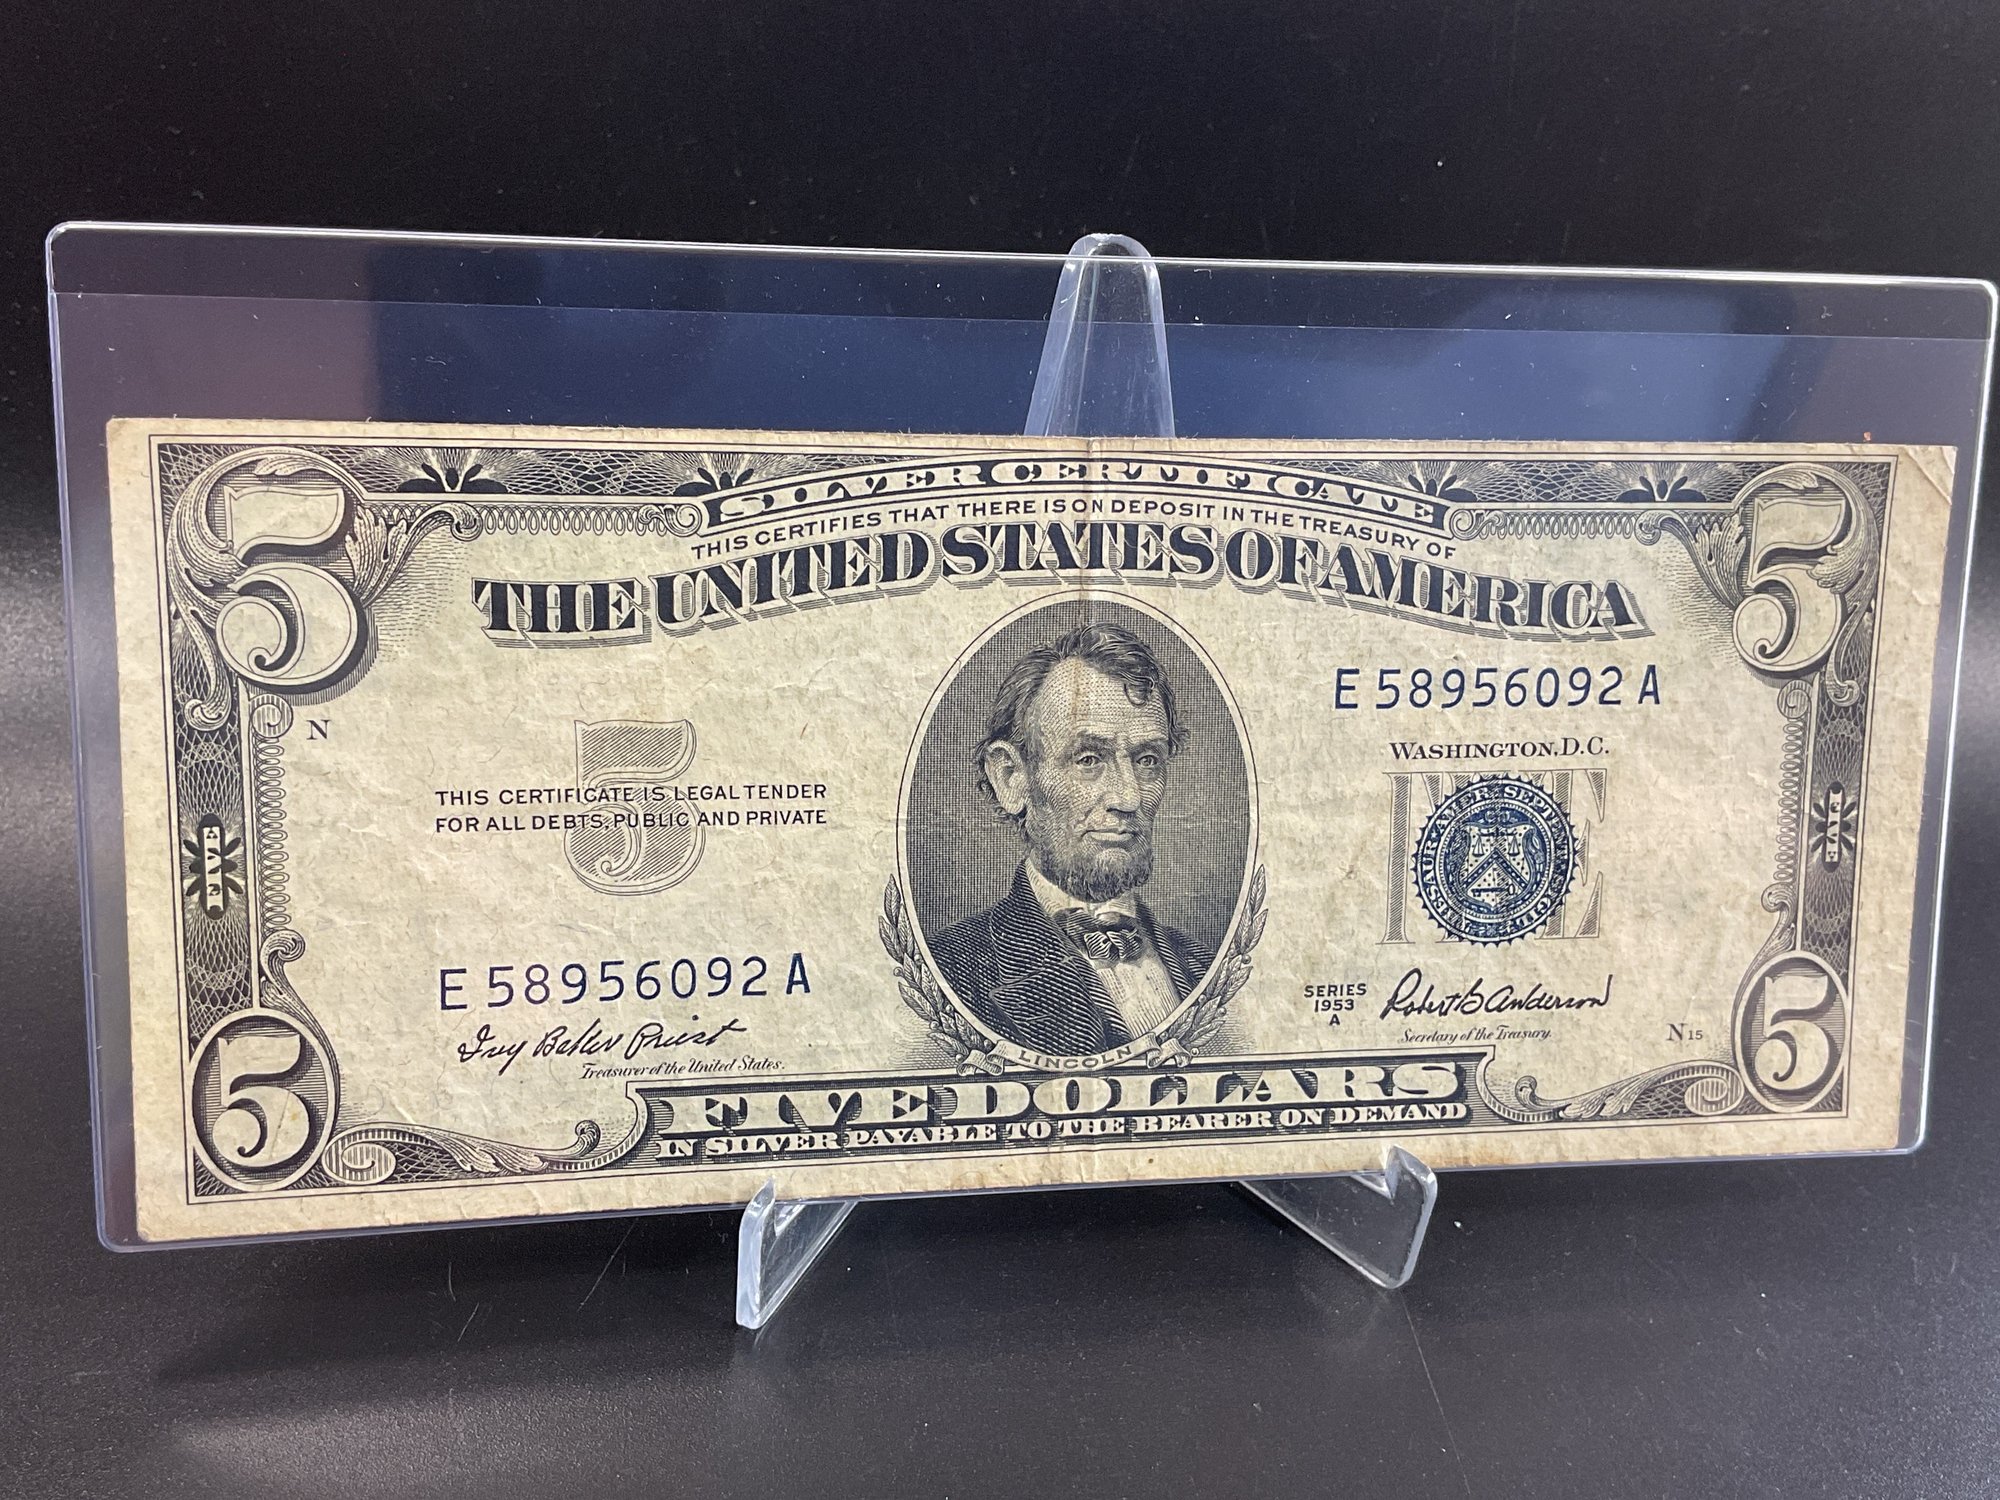 SILVER CERTIFICATE
THIS CERTIFIES THAT THERE IS ON DEPOSIT IN THE TREASURY OF
THE UNITED STATES OF AMERICA
5
5
E 58956092 A
N
WASHINGTON, D.C.
5
THIS CERTIFICATE IS LEGAL TENDER
FOR ALL DEBTS, PUBLIC AND PRIVATE
FIVE
E 58956092 A
SERIES
1953
A
Ivy Baker Priest
Treasurer of the United States.
Robert B Anderson
Secretary of the Treasury.
N 15
LINCOLN
5
5
FIVE DOLLARS
IN SILVER PAYABLE TO THE BEARER ON DEMAND